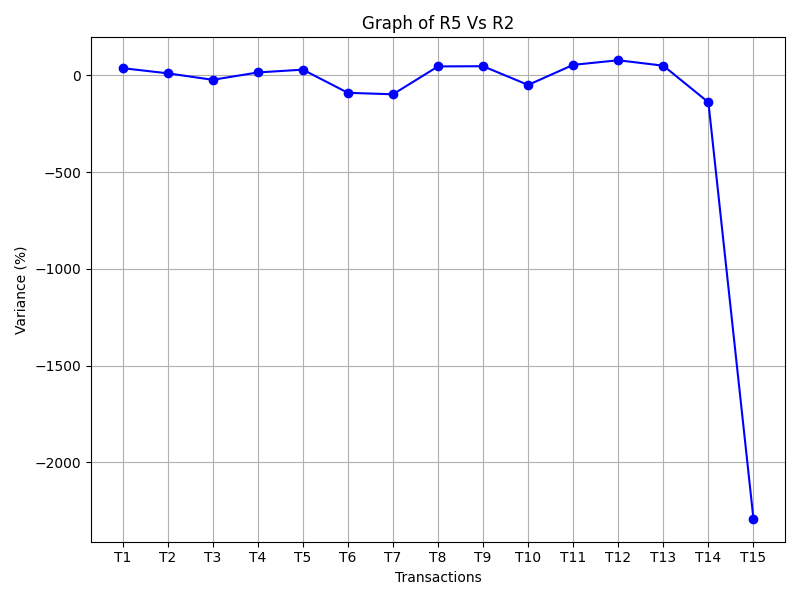 Graph of R5 Vs R2
Variance (%)
0
−500
−1000
−1500
−2000
T1 T2 T3 T4 T5 T6 T7 T8 T9 T10 T11 T12 T13 T14 T15
Transactions